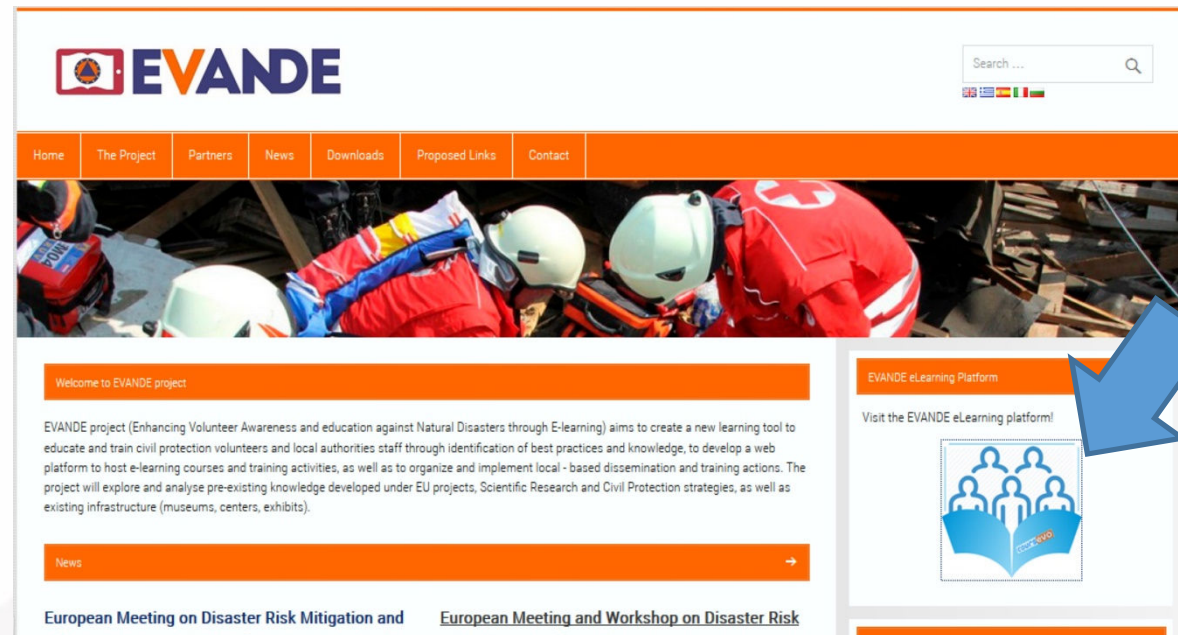 EVANDE
Search ...
Home The Project Partners News Downloads Proposed Links Contact
Welcome to EVANDE project
EVANDE project (Enhancing Volunteer Awareness and education against Natural Disasters through E-learning) aims to create a new learning tool to
educate and train civil protection volunteers and local authorities staff through identification of best practices and knowledge, to develop a web
platform to host e-learning courses and training activities, as well as to organize and implement local - based dissemination and training actions. The
project will explore and analyse pre-existing knowledge developed under EU projects, Scientific Research and Civil Protection strategies, as well as
existing infrastructure (museums, centers, exhibits).
News
European Meeting on Disaster Risk Mitigation and
European Meeting and Workshop on Disaster Risk
EVANDE eLearning Platform
Visit the EVANDE eLearning platform!